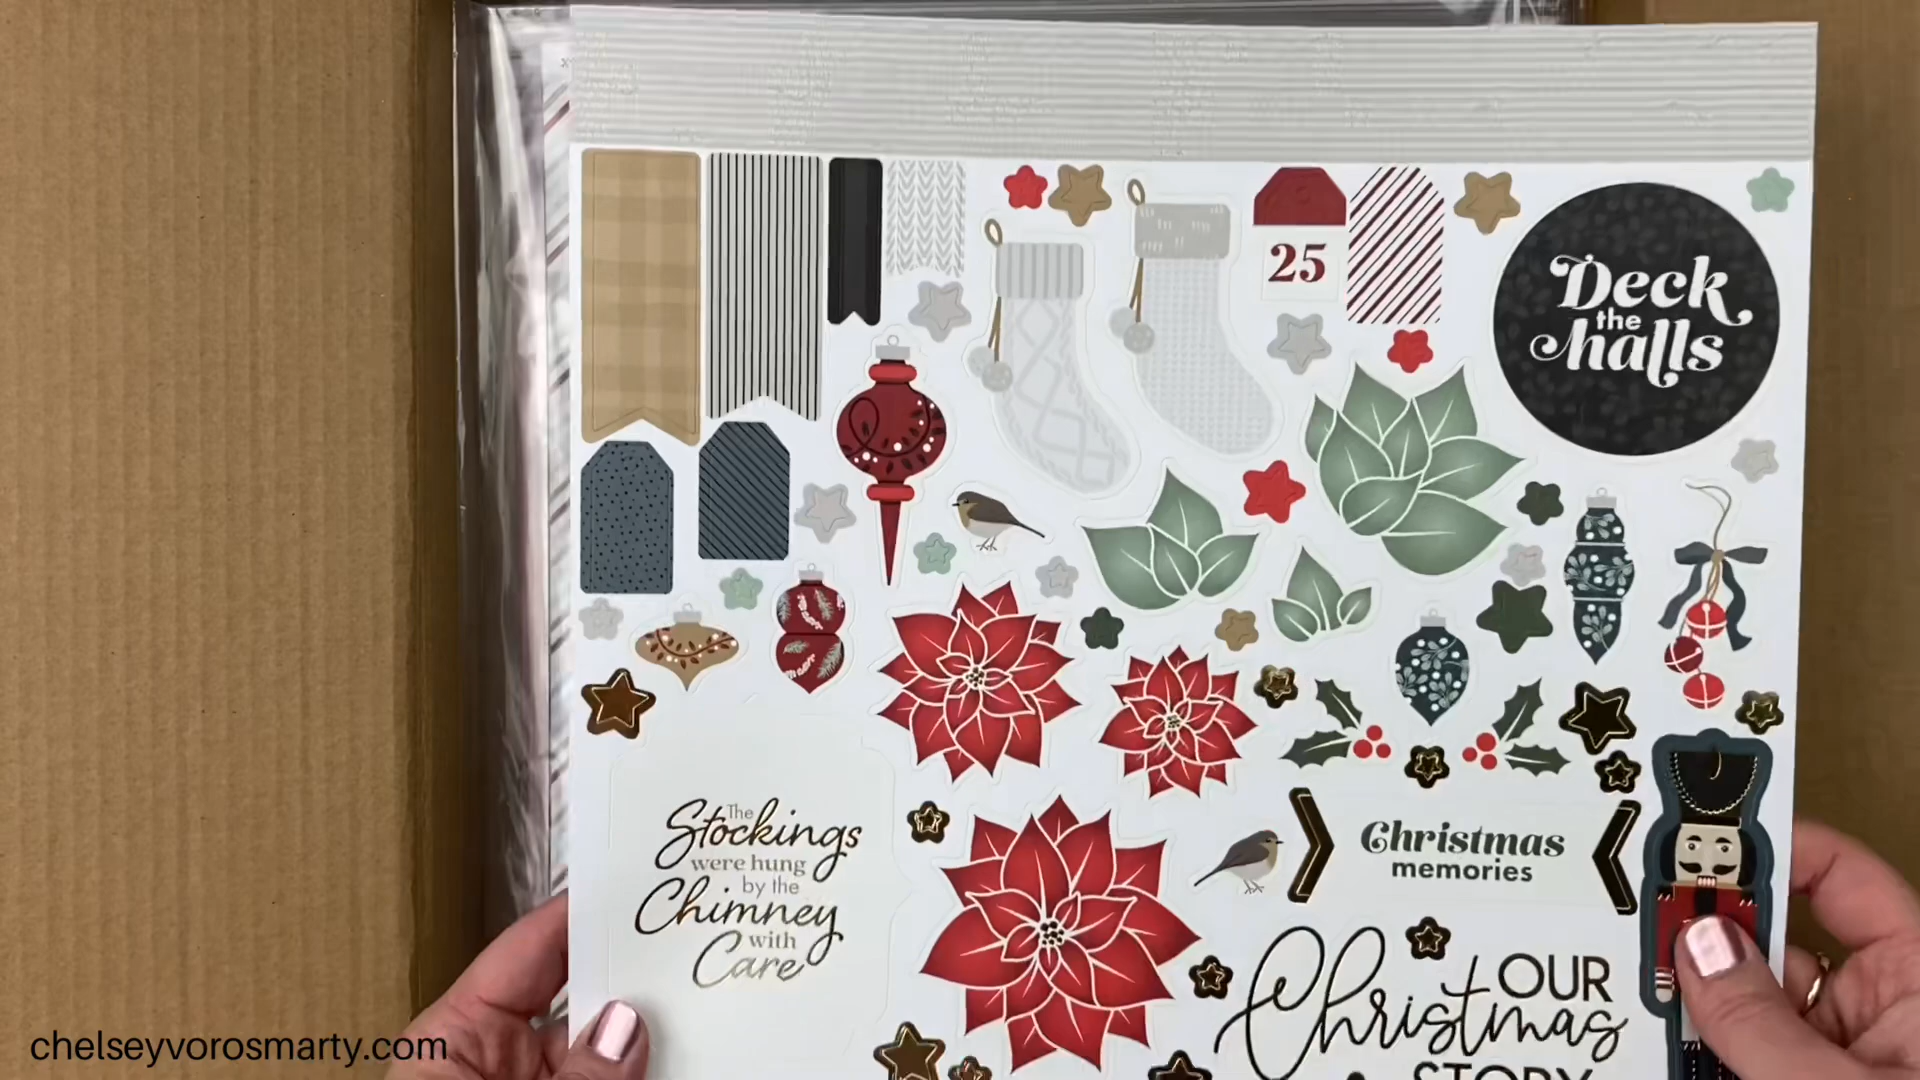 25
Deck
the
halls
The
Stockings
were hung
by the
Chimney
with
Care
Christmas
memories
OUR
Christmas
STORY
chelseyvorosmarty.com